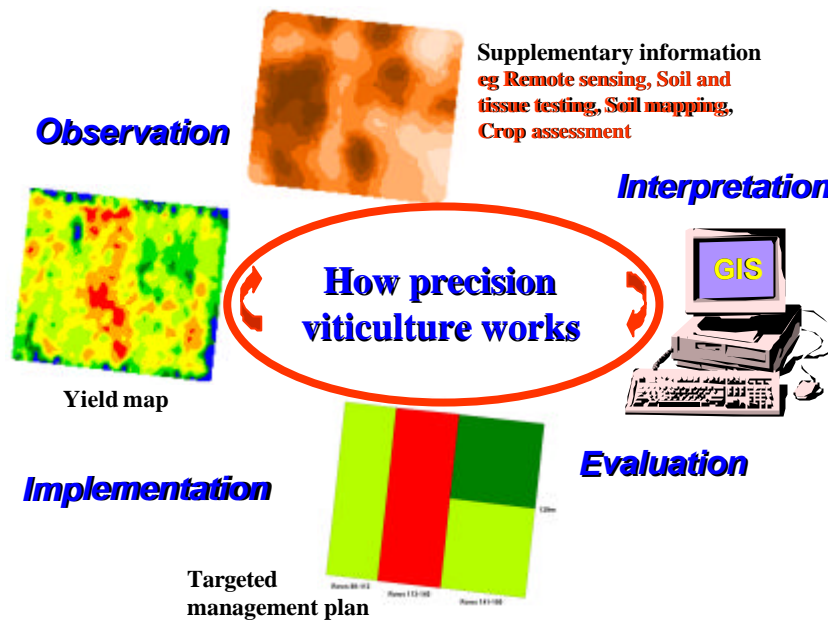 Supplementary information
eg Remote sensing, Soil and
tissue testing, Soil mapping,
Crop assessment
Observation
Interpretation
GIS
How precision
viticulture works
Yield map
Evaluation
Implementation
Targeted
management plan